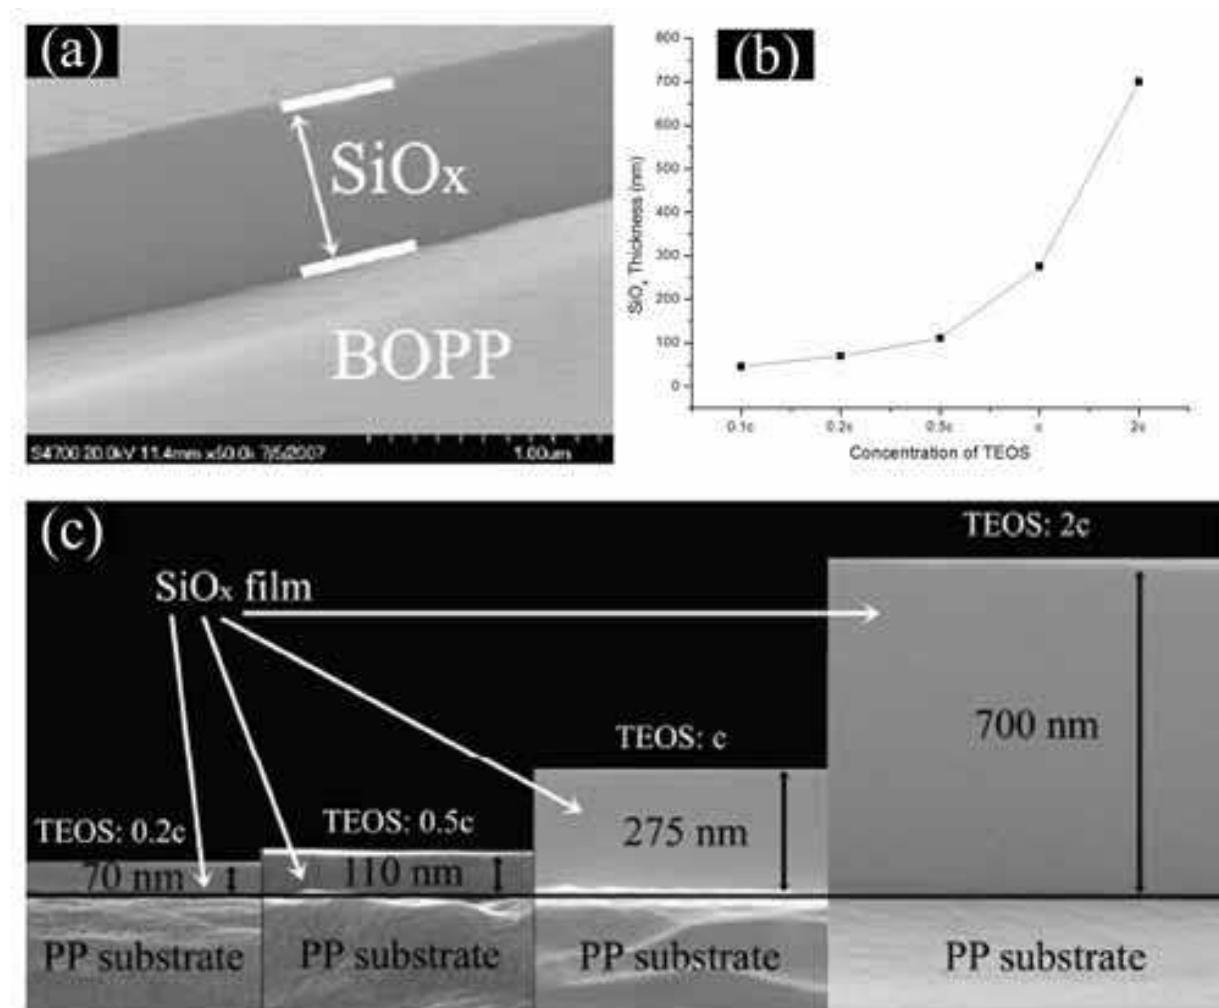 (a)
SiOx
BOPP
S4700 20.0kV 11.4mm x50.0k 7/5/2007 1.00um
(b)
800
700
600
500
400
300
200
100
0
SiOx Thickness (nm)
0.1c 0.2c 0.5c c 2c
Concentration of TEOS
(c)
TEOS: 2c
SiOx film
700 nm
TEOS: c
275 nm
TEOS: 0.2c
TEOS: 0.5c
70 nm
110 nm
PP substrate PP substrate PP substrate PP substrate